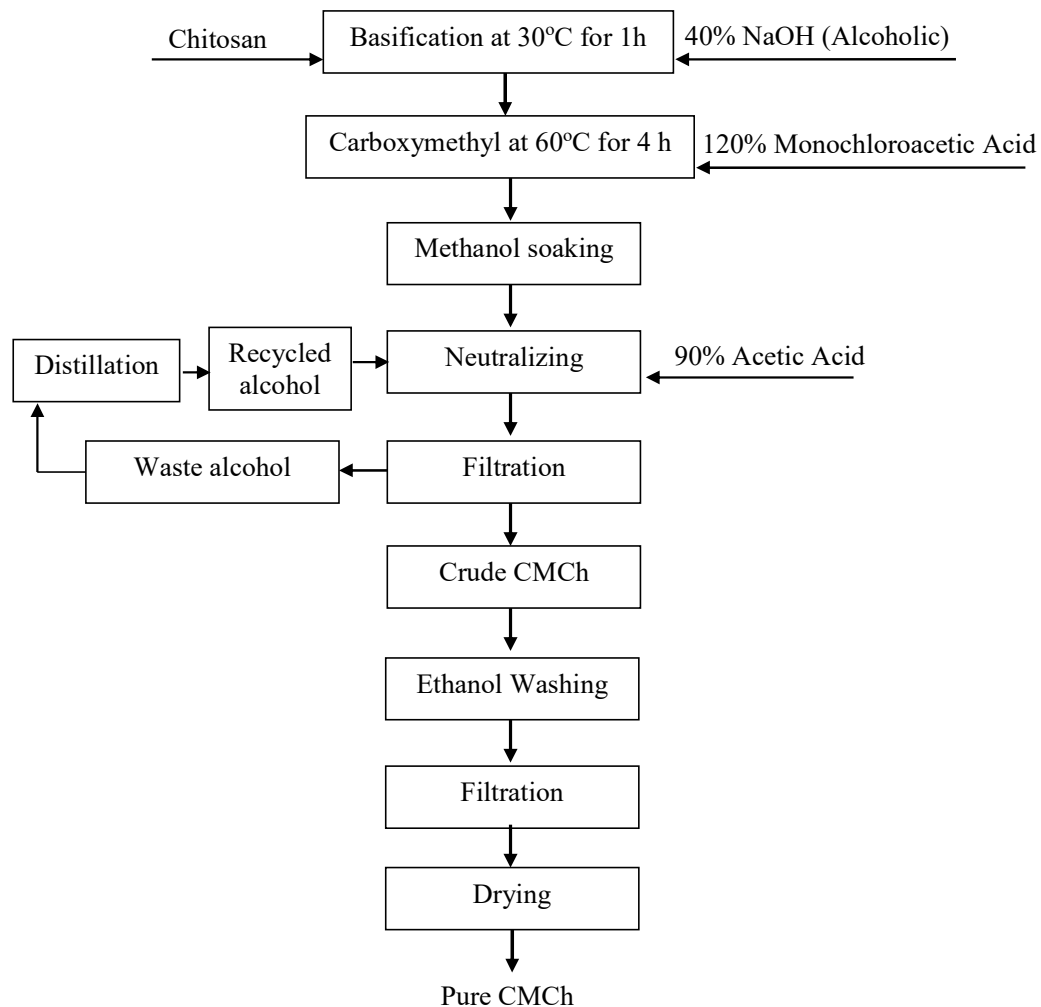 Chitosan
Basification at 30ºC for 1h
40% NaOH (Alcoholic)
Carboxymethyl at 60ºC for 4 h
120% Monochloroacetic Acid
Methanol soaking
Distillation
Recycled
alcohol
Neutralizing
90% Acetic Acid
Waste alcohol
Filtration
Crude CMCh
Ethanol Washing
Filtration
Drying
Pure CMCh